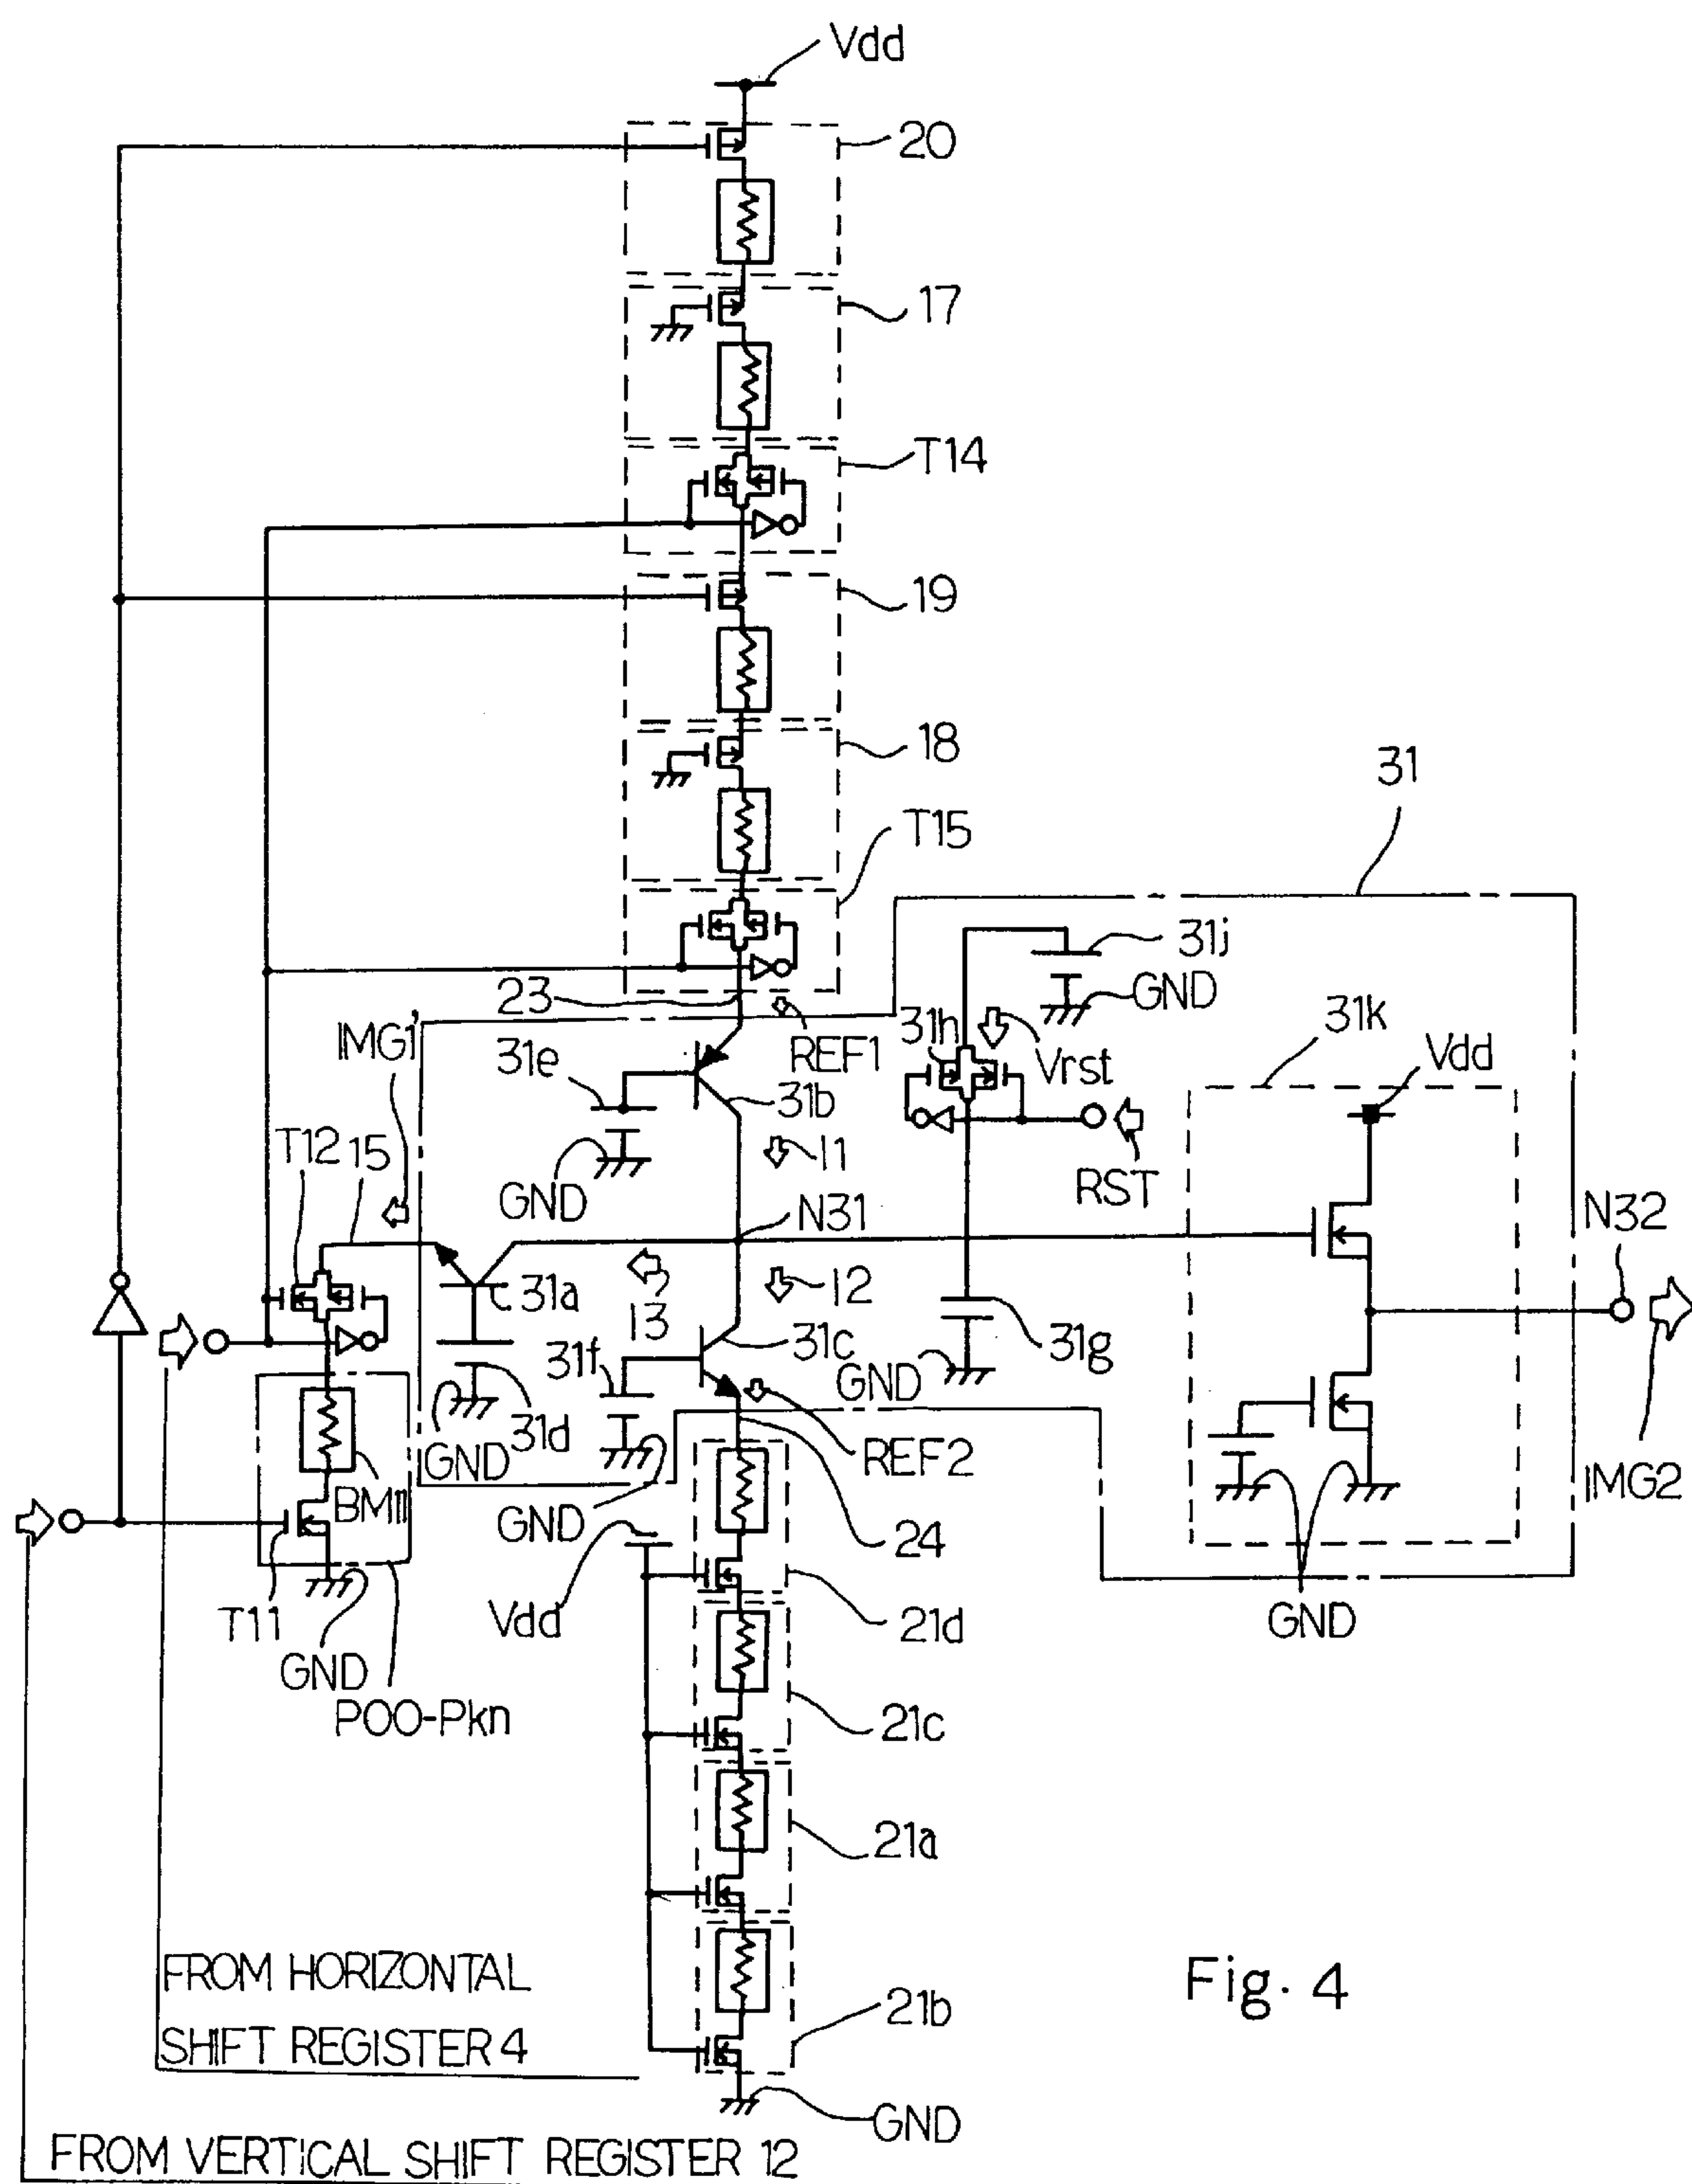 Vdd
20
17
T14
19
18
31
T15
31j
GND
23
31h
31k
IMG1'
REF1
Vrst
Vdd
31e
31b
T12 15
I1
GND
RST
N31
N32
31a
I2
I3
31c
31g
31f
GND
31d
GND
REF2
BM11
IMG2
GND
24
T11
Vdd
21d
GND
GND
P00-Pkn
21c
21a
FROM HORIZONTAL
SHIFT REGISTER 4
21b
Fig. 4
GND
FROM VERTICAL SHIFT REGISTER 12